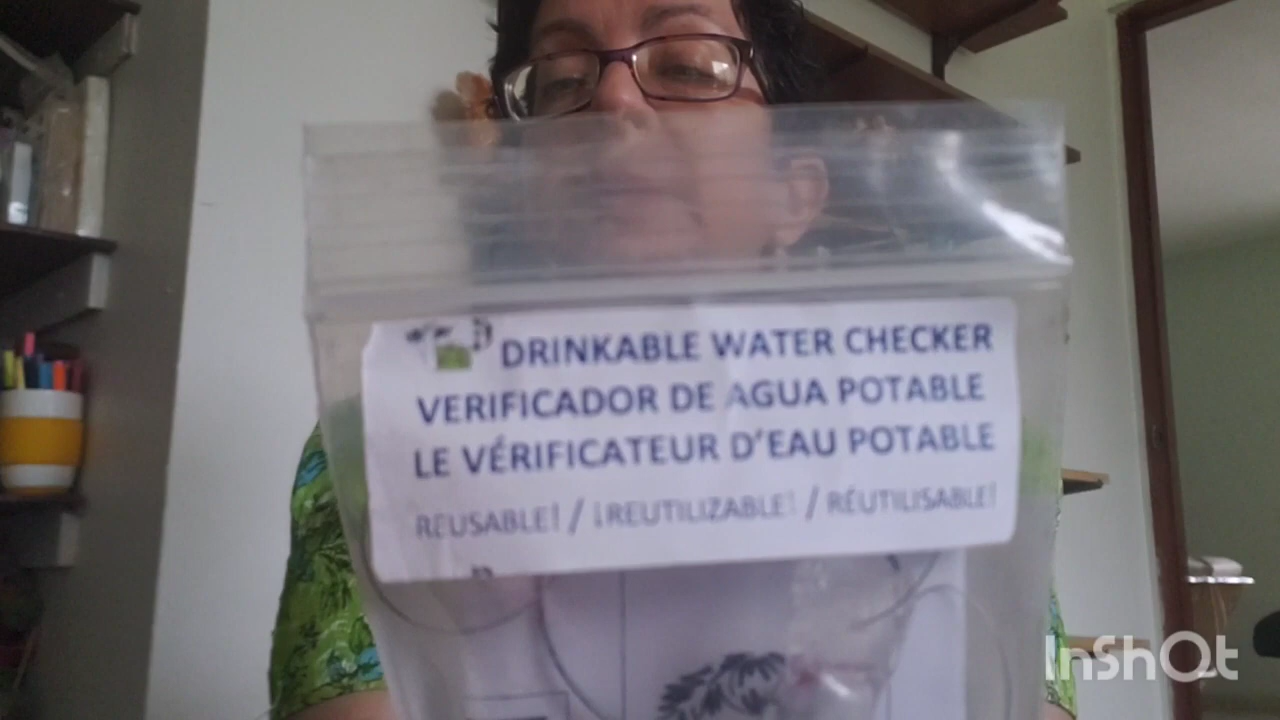 DRINKABLE WATER CHECKER
VERIFICADOR DE AGUA POTABLE
LE VÉRIFICATEUR D'EAU POTABLE
REUSABLE! / ¡REUTILIZABLE! / RÉUTILISABLE!
InShOt